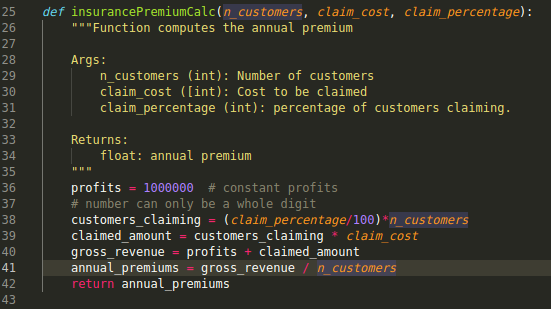 25 def insurancePremiumCalc(n_customers, claim_cost, claim_percentage):
26 """Function computes the annual premium
27
28 Args:
29 n_customers (int): Number of customers
30 claim_cost ([int): Cost to be claimed
31 claim_percentage (int): percentage of customers claiming.
32
33 Returns:
34 float: annual premium
35 """
36 profits = 1000000 # constant profits
37 # number can only be a whole digit
38 customers_claiming = (claim_percentage/100)*n_customers
39 claimed_amount = customers_claiming * claim_cost
40 gross_revenue = profits + claimed_amount
41 annual_premiums = gross_revenue / n_customers
42 return annual_premiums
43